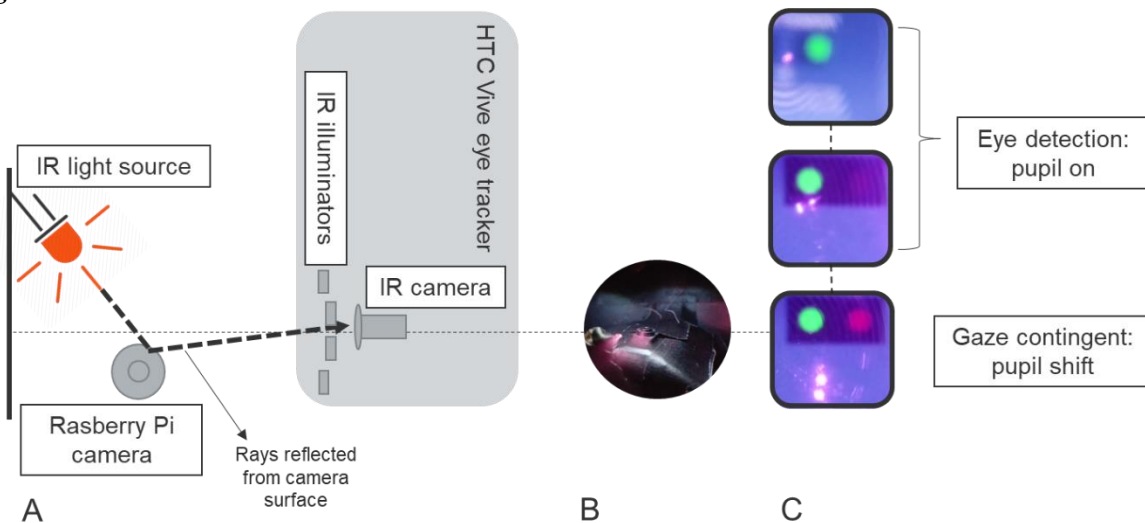 HTC Vive eye tracker
IR illuminators
IR light source
IR camera
Rasberry Pi
camera
Rays reflected
from camera
surface
Eye detection:
pupil on
Gaze contingent:
pupil shift
A
B
C